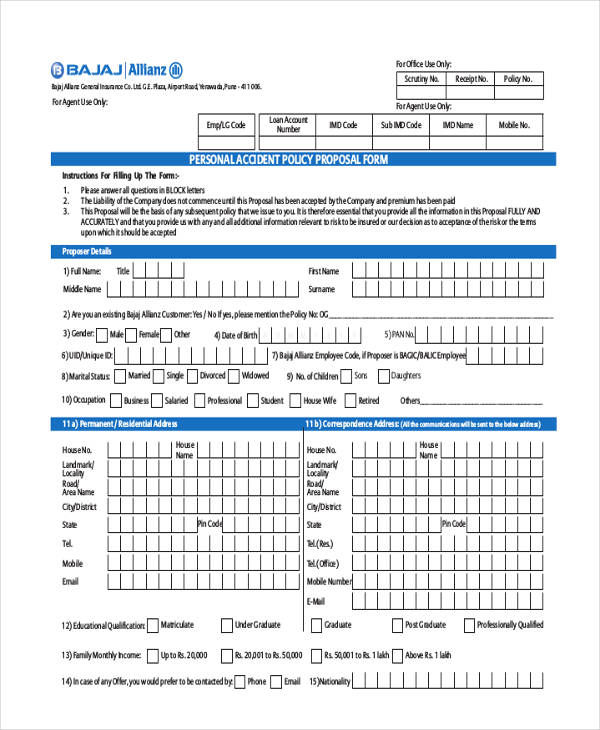 BAJAJ Allianz
Bajaj Allianz General Insurance Co. Ltd. G.E. Plaza, Airport Road, Yerawada, Pune - 411 006.
For Office Use Only:
Scrutiny No. Receipt No. Policy No.
For Agent Use Only:
For Agent Use Only:
Emp/LG Code Loan Account Number IMD Code Sub IMD Code IMD Name Mobile No.
PERSONAL ACCIDENT POLICY PROPOSAL FORM
Instructions For Filling Up The Form:-
1. Please answer all questions in BLOCK letters
2. The Liability of the Company does not commence until this Proposal has been accepted by the Company and premium has been paid
3. This Proposal will be the basis of any subsequent policy that we issue to you. It is therefore essential that you provide all the information in this Proposal FULLY AND
ACCURATELY and that you provide us with any and all additional information relevant to risk to be insured or our decision as to acceptance of the risk or the terms
upon which it should be accepted
Proposer Details
1) Full Name: Title First Name
Middle Name Surname
2) Are you an existing Bajaj Allianz Customer: Yes / No If yes, please mention the Policy No: OG
3) Gender: Male Female Other 4) Date of Birth 5) PAN No.
6) UID/Unique ID: 7) Bajaj Allianz Employee Code, if Proposer is BAGIC/BALIC Employee
8) Marital Status: Married Single Divorced Widowed 9) No. of Children Sons Daughters
10) Occupation Business Salaried Professional Student House Wife Retired Others
11 a) Permanent / Residential Address 11 b) Correspondence Address: (All the communications will be sent to the below address)
House No. House Name House No. House Name
Landmark/ Locality Landmark/ Locality
Road/ Area Name Road/ Area Name
City/District City/District
State Pin Code State Pin Code
Tel. Tel.(Res.)
Mobile Tel.(Office)
Email Mobile Number
E-Mail
12) Educational Qualification: Matriculate Under Graduate Graduate Post Graduate Professionally Qualified
13) Family Monthly Income: Up to Rs. 20,000 Rs. 20,001 to Rs. 50,000 Rs. 50,001 to Rs. 1 lakh Above Rs. 1 lakh
14) In case of any Offer, you would prefer to be contacted by: Phone Email 15)Nationality